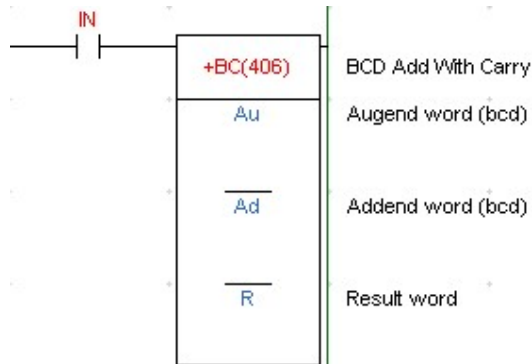 IN
+BC(406) BCD Add With Carry
Au Augend word (bcd)
Ad Addend word (bcd)
R Result word